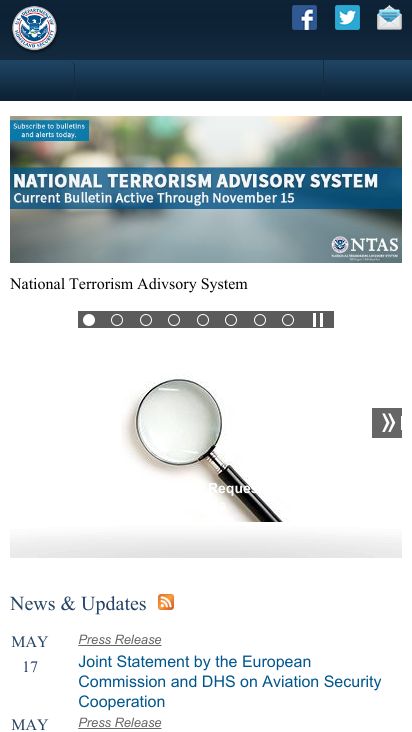 Subscribe to bulletins
and alerts today.
NATIONAL TERRORISM ADVISORY SYSTEM
Current Bulletin Active Through November 15
NTAS
National Terrorism Adivsory System
News & Updates
MAY
17
Press Release
Joint Statement by the European
Commission and DHS on Aviation Security
Cooperation
MAY
Press Release